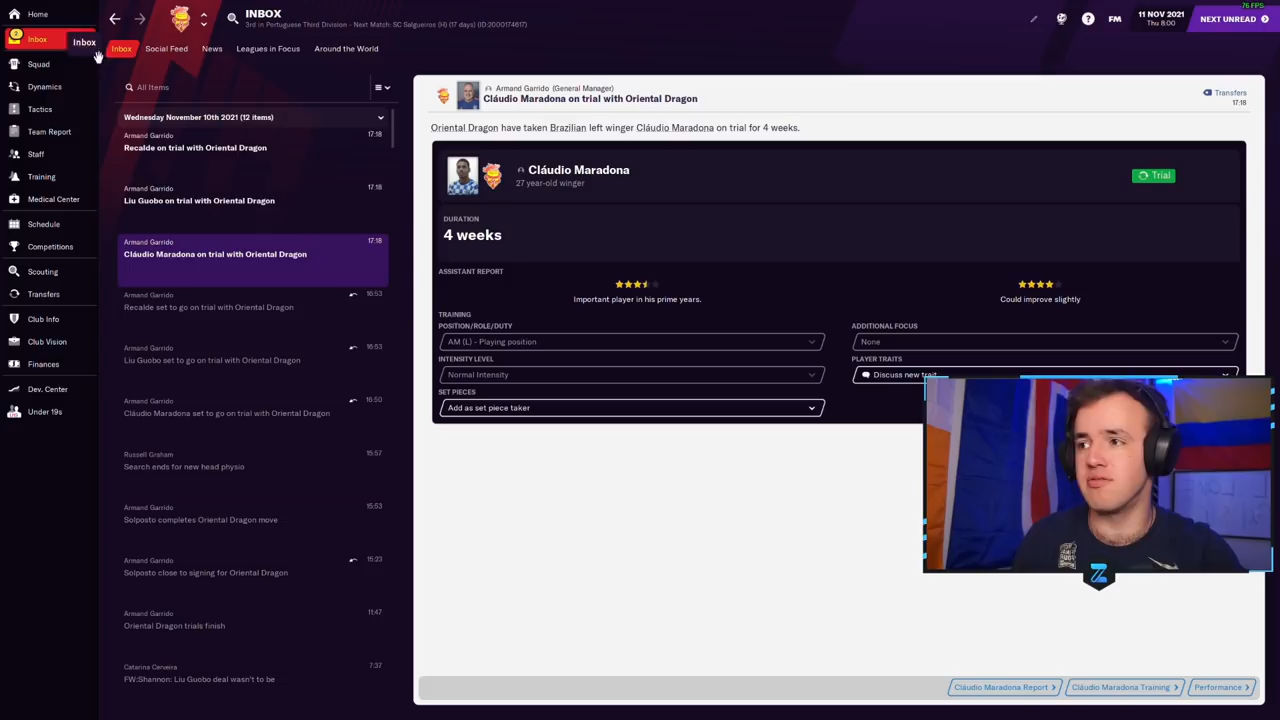 76 FPS
INBOX
3rd in Portuguese Third Division - Next Match: SC Salgueiros (H) (17 days) (ID:2000174617)
FM
11 NOV 2021
Thu 8:00
NEXT UNREAD
Home
2
Inbox
Inbox
Squad
Dynamics
Tactics
Team Report
Staff
Training
Medical Center
Schedule
Competitions
Scouting
Transfers
Club Info
Club Vision
Finances
Dev. Center
Under 19s
Inbox
Social Feed
News
Leagues in Focus
Around the World
All Items
Wednesday November 10th 2021 (12 items)
Armand Garrido 17:18
Recalde on trial with Oriental Dragon
Armand Garrido 17:18
Liu Guobo on trial with Oriental Dragon
Armand Garrido 17:18
Cláudio Maradona on trial with Oriental Dragon
Armand Garrido 16:53
Recalde set to go on trial with Oriental Dragon
Armand Garrido 16:53
Liu Guobo set to go on trial with Oriental Dragon
Armand Garrido 16:50
Cláudio Maradona set to go on trial with Oriental Dragon
Russell Grsham 15:57
Search ends for new head physio
Armand Garrido 15:53
Solposto completes Oriental Dragon move
Armand Garrido 15:23
Solposto close to signing for Oriental Dragon
Armand Garrido 11:47
Oriental Dragon trials finish
Catarina Cerveira 7:37
FW:Shannon: Liu Guobo deal wasn't to be
Armand Garrido (General Manager)
Cláudio Maradona on trial with Oriental Dragon
Transfers
17:18
Oriental Dragon have taken Brazilian left winger Cláudio Maradona on trial for 4 weeks.
Cláudio Maradona
27 year-old winger
Trial
DURATION
4 weeks
ASSISTANT REPORT
Important player in his prime years.
Could improve slightly
TRAINING
POSITION/ROLE/DUTY
AM (L) - Playing position
ADDITIONAL FOCUS
None
INTENSITY LEVEL
Normal Intensity
PLAYER TRAITS
Discuss new trait
SET PIECES
Add as set piece taker
Cláudio Maradona Report
Cláudio Maradona Training
Performance